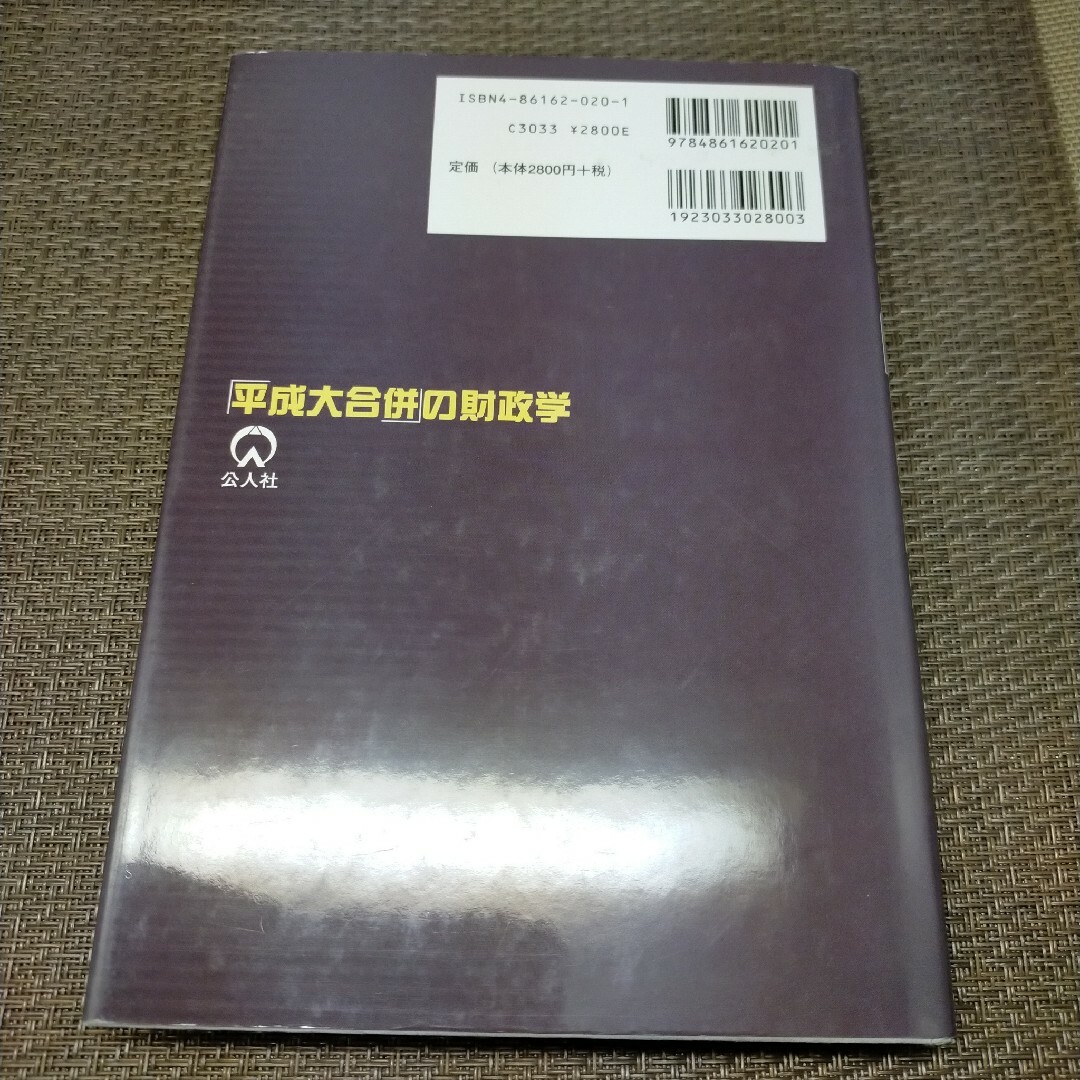 ISBN4-86162-020-1
C3033 ¥2800E
定価 （本体2800円+税）
9784861620201
1923033028003
「平成大合併」の財政学
公人社